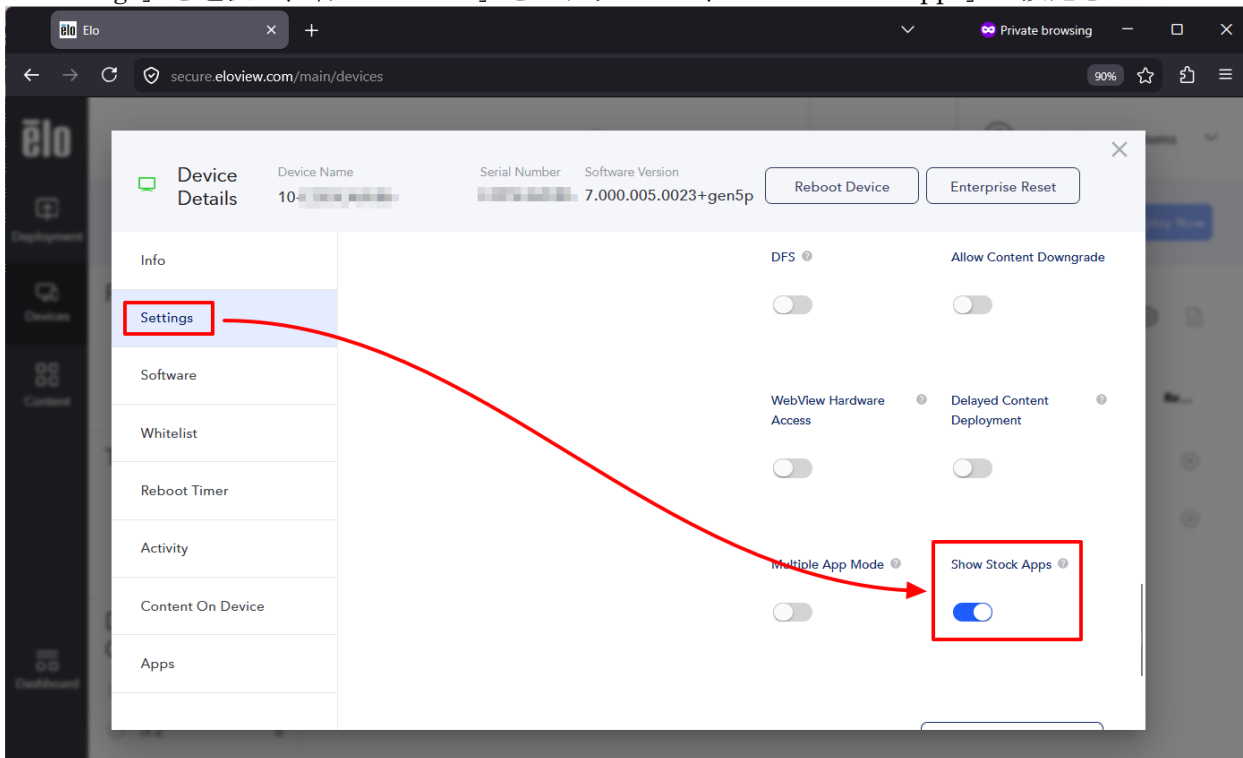 elo Elo
Private browsing
secure.eloview.com/main/devices
90%
ēlo
Device Details
Device Name
10-
Serial Number
Software Version
7.000.005.0023+gen5p
Reboot Device
Enterprise Reset
Deployment
Devices
Content
Dashboard
Info
Settings
Software
Whitelist
Reboot Timer
Activity
Content On Device
Apps
DFS
Allow Content Downgrade
WebView Hardware Access
Delayed Content Deployment
Multiple App Mode
Show Stock Apps